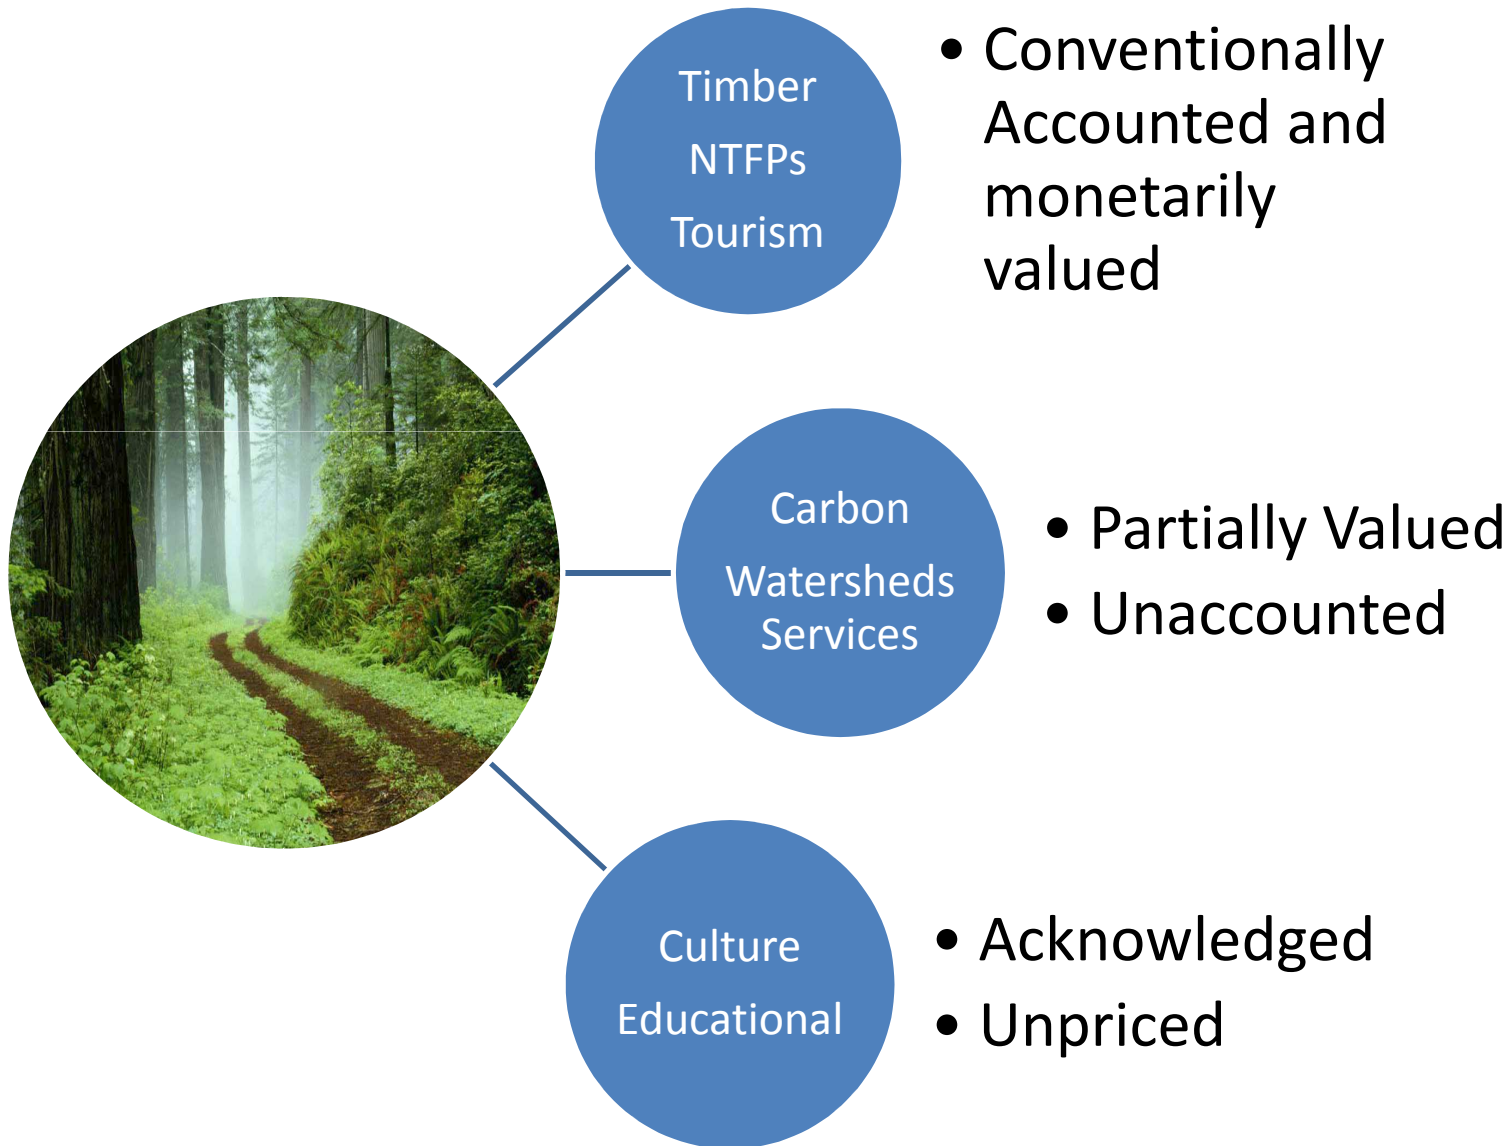 Timber
NTFPs
Tourism
• Conventionally
Accounted and
monetarily
valued
Carbon
Watersheds
Services
• Partially Valued
• Unaccounted
Culture
Educational
• Acknowledged
• Unpriced